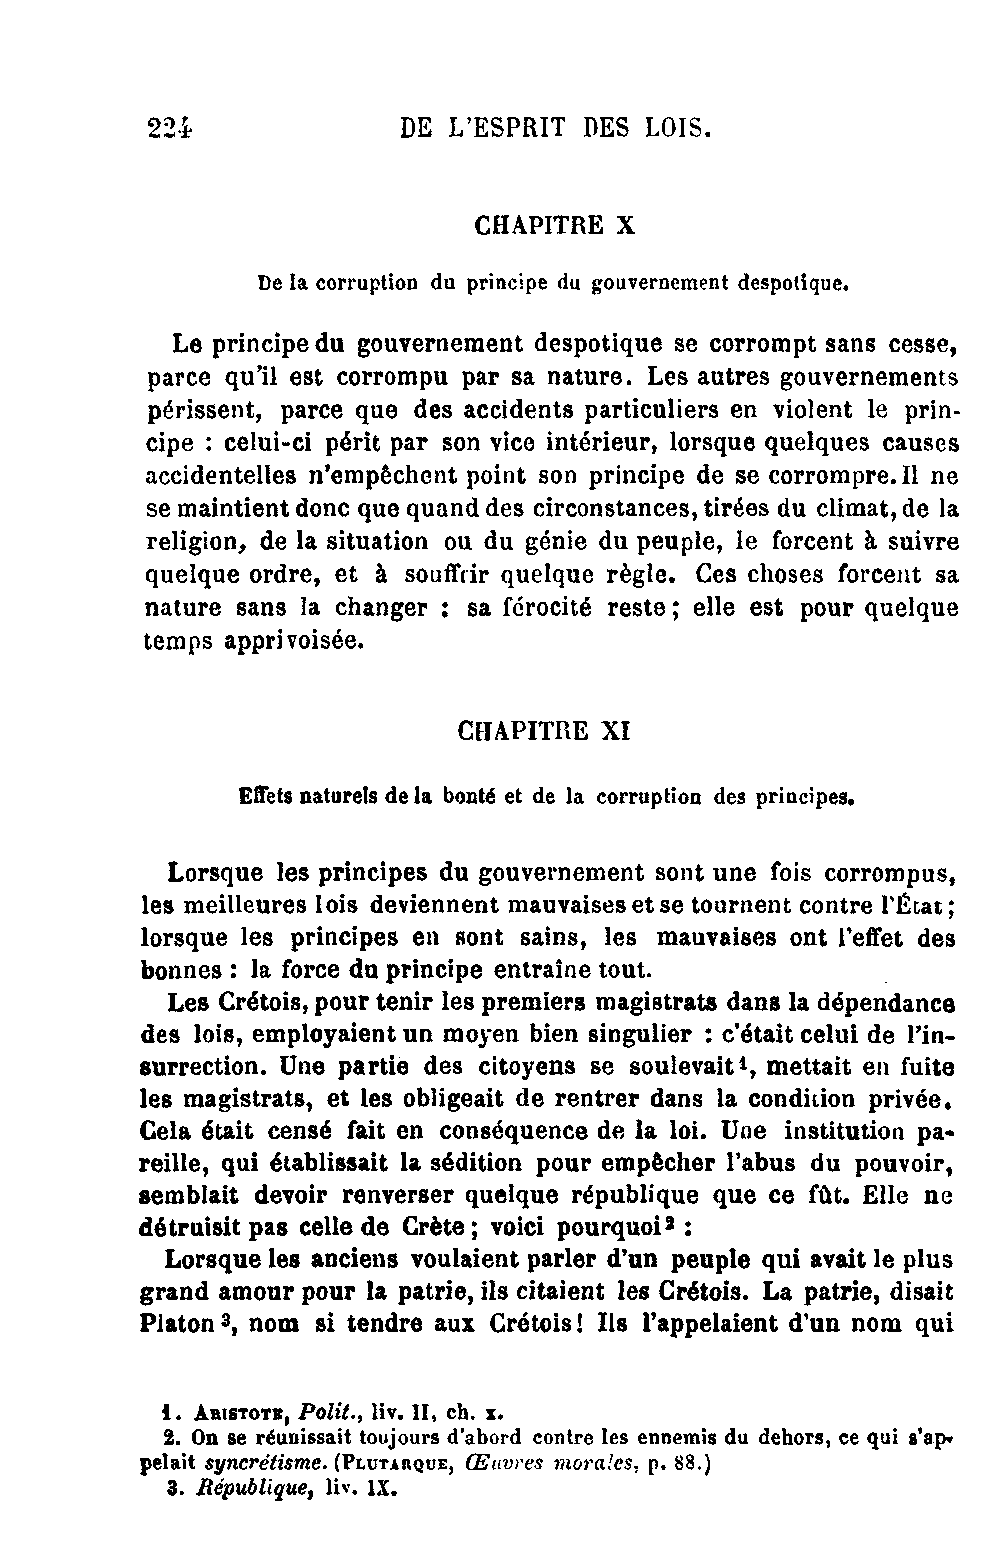 224 DE L'ESPRIT DES LOIS.
CHAPITRE X
De la corruption du principe du gouvernement despotique.
Le principe du gouvernement despotique se corrompt sans cesse,
parce qu'il est corrompu par sa nature. Les autres gouvernements
périssent, parce que des accidents particuliers en violent le prin-
cipe : celui-ci périt par son vice intérieur, lorsque quelques causes
accidentelles n'empêchent point son principe de se corrompre. Il ne
se maintient donc que quand des circonstances, tirées du climat, de la
religion, de la situation ou du génie du peuple, le forcent à suivre
quelque ordre, et à souffrir quelque règle. Ces choses forcent sa
nature sans la changer : sa férocité reste ; elle est pour quelque
temps apprivoisée.
CHAPITRE XI
Effets naturels de la bonté et de la corruption des principes.
Lorsque les principes du gouvernement sont une fois corrompus,
les meilleures lois deviennent mauvaises et se tournent contre l'État ;
lorsque les principes en sont sains, les mauvaises ont l'effet des
bonnes : la force du principe entraîne tout.
Les Crétois, pour tenir les premiers magistrats dans la dépendance
des lois, employaient un moyen bien singulier : c'était celui de l'in-
surrection. Une partie des citoyens se soulevait¹, mettait en fuite
les magistrats, et les obligeait de rentrer dans la condition privée.
Cela était censé fait en conséquence de la loi. Une institution pa-
reille, qui établissait la sédition pour empêcher l'abus du pouvoir,
semblait devoir renverser quelque république que ce fût. Elle ne
détruisit pas celle de Crète ; voici pourquoi² :
Lorsque les anciens voulaient parler d'un peuple qui avait le plus
grand amour pour la patrie, ils citaient les Crétois. La patrie, disait
Platon³, nom si tendre aux Crétois! Ils l'appelaient d'un nom qui
1. ARISTOTE, Polit., liv. II, ch. X.
2. On se réunissait toujours d'abord contre les ennemis du dehors, ce qui s'ap-
pelait syncrétisme. (PLUTARQUE, Œuvres morales, p. 88.)
3. République, liv. IX.